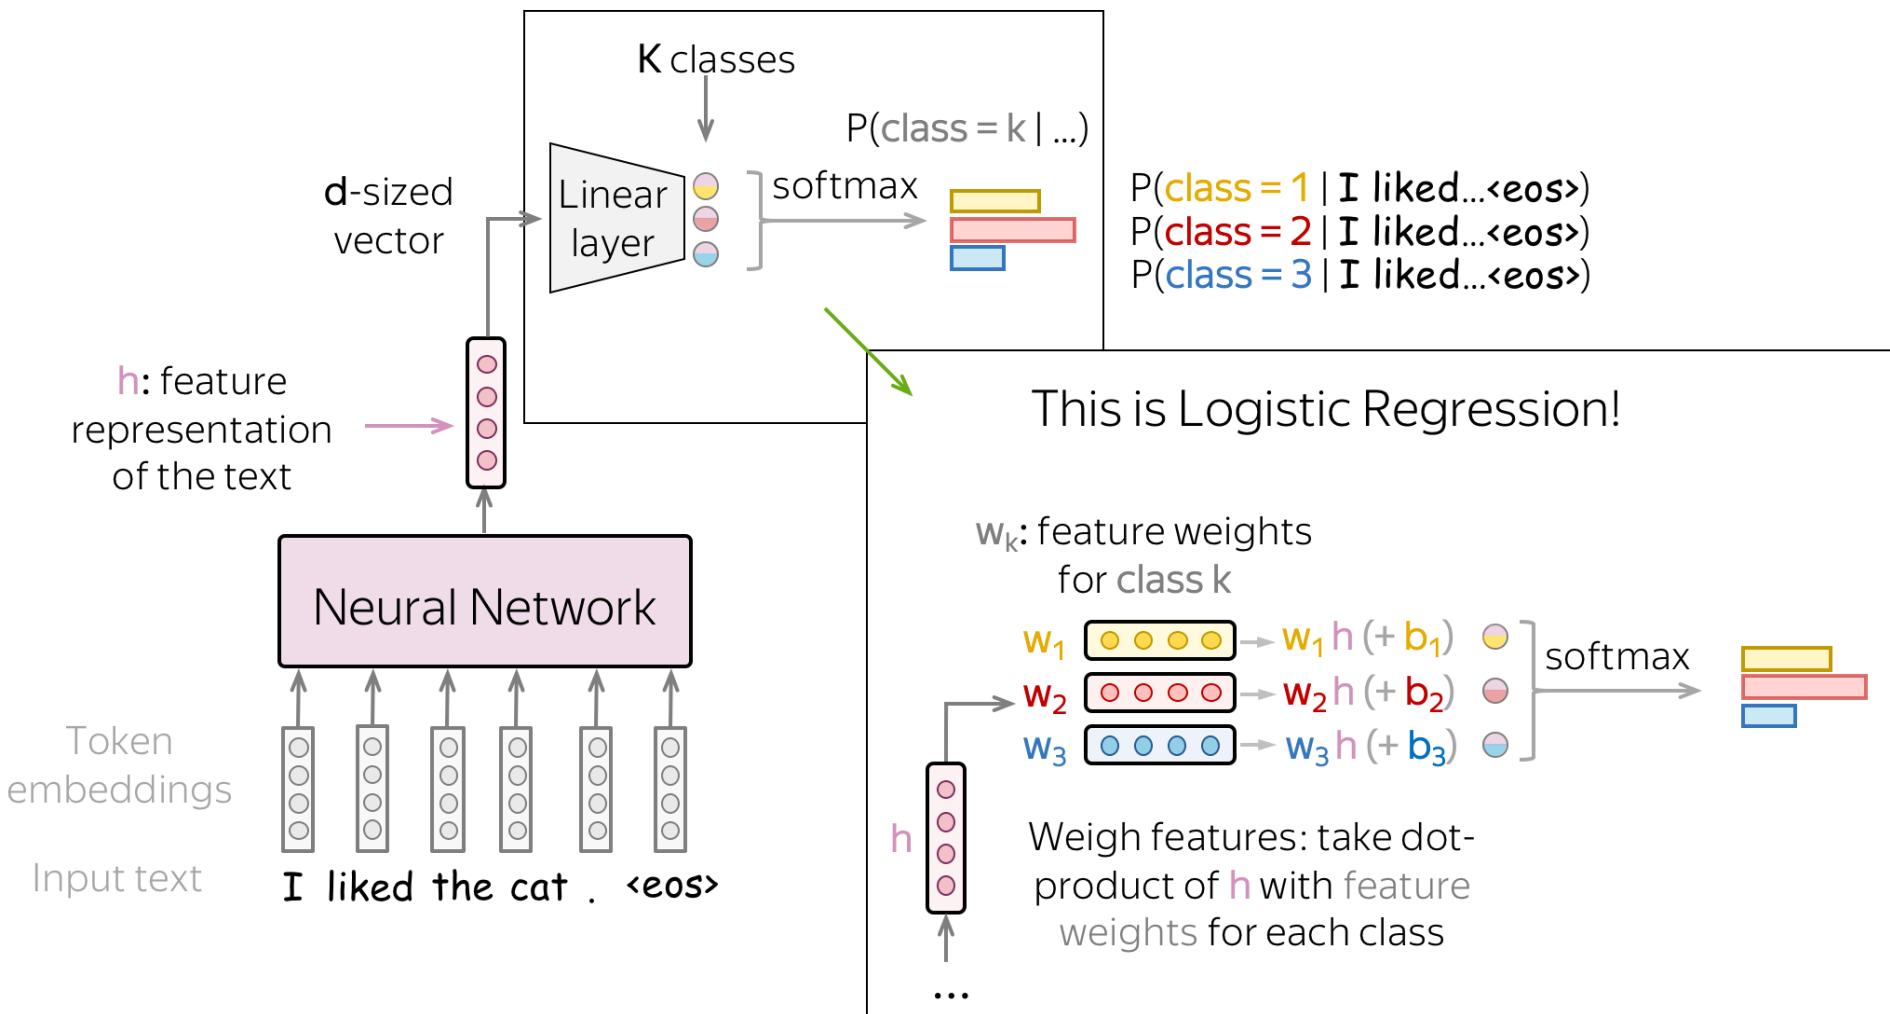 K classes
P(class = k | ...)
d-sized
vector
Linear
layer
softmax
P(class = 1 | I liked...<eos>)
P(class = 2 | I liked...<eos>)
P(class = 3 | I liked...<eos>)
h: feature
representation
of the text
Neural Network
Token
embeddings
Input text
I liked the cat . <eos>
This is Logistic Regression!
wₖ: feature weights
for class k
w₁ w₁ h (+ b₁)
w₂ w₂ h (+ b₂)
w₃ w₃ h (+ b₃)
softmax
h
Weigh features: take dot-
product of h with feature
weights for each class
...